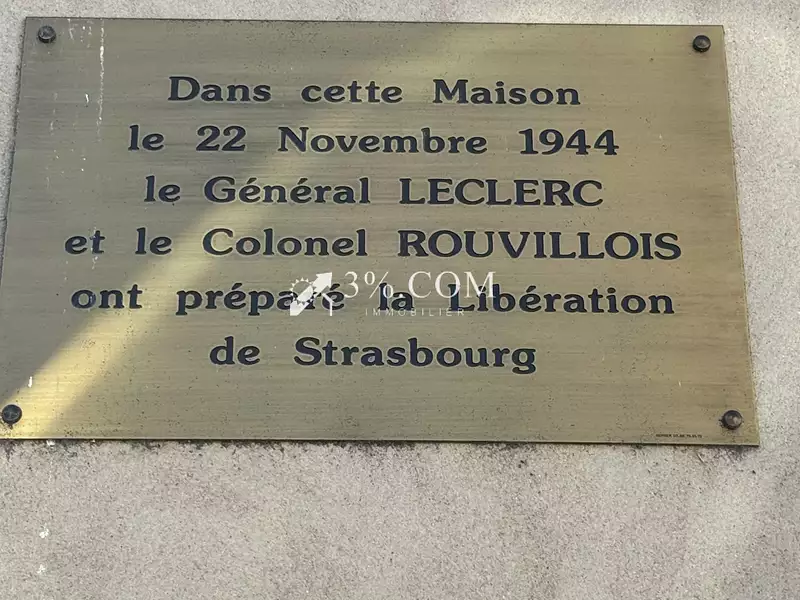 Dans cette Maison
le 22 Novembre 1944
le Général LECLERC
et le Colonel ROUVILLOIS
ont préparé la Libération
3%.COM
IMMOBILIER
de Strasbourg